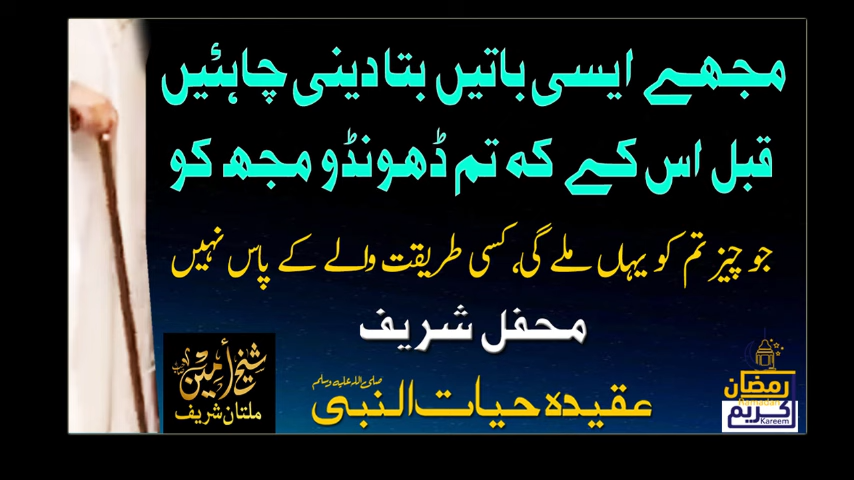 مجھے ایسی باتیں بتا دینی چاہئیں
قبل اس کے کہ تم ڈھونڈو مجھ کو
جو چیز تم کو یہاں ملے گی، کسی طریقت والے کے پاس نہیں
محفل شریف
صلی اللہ علیہ وسلم
عقیدہ حیات النبی
شیخ امین
ملتان شریف
رمضان
Ramadan
کریم
Kareem